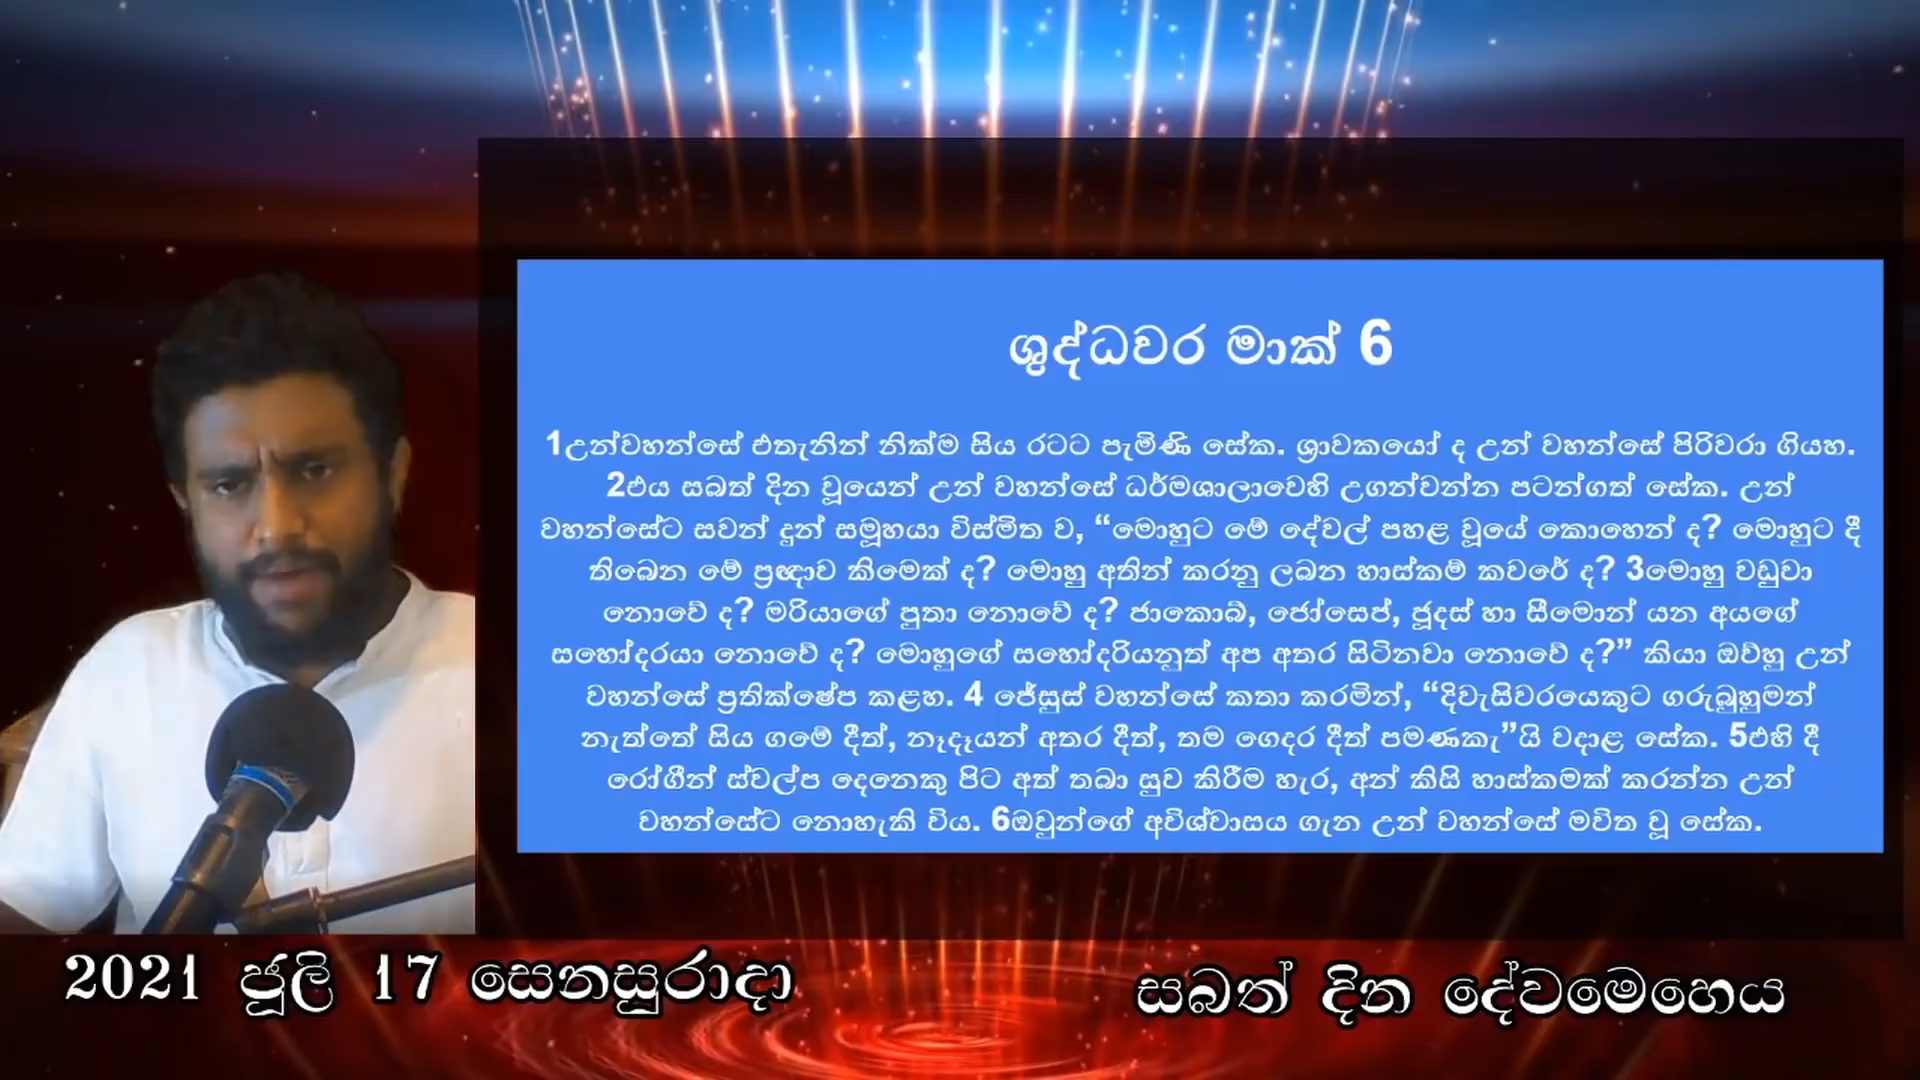 ශුද්ධවර මාක් 6
1උන්වහන්සේ එතැනින් නික්ම සිය රටට පැමිණි සේක. ශ්‍රාවකයෝ ද උන් වහන්සේ පිරිවරා ගියහ.
2එය සබත් දින වූයෙන් උන් වහන්සේ ධර්මශාලාවෙහි උගන්වන්න පටන්ගත් සේක. උන්
වහන්සේට සවන් දුන් සමූහයා විස්මිත ව, “මොහුට මේ දේවල් පහළ වූයේ කොහෙන් ද? මොහුට දී
තිබෙන මේ ප්‍රඥාව කිමෙක් ද? මොහු අතින් කරනු ලබන හාස්කම් කවරේ ද? 3මොහු වඩුවා
නොවේ ද? මරියාගේ පුතා නොවේ ද? ජාකොබ්, ජෝසෙප්, ජූදස් හා සීමොන් යන අයගේ
සහෝදරයා නොවේ ද? මොහුගේ සහෝදරියනුත් අප අතර සිටිනවා නොවේ ද?” කියා ඔව්හු උන්
වහන්සේ ප්‍රතික්ෂේප කළහ. 4 ජේසුස් වහන්සේ කතා කරමින්, “දිවැසිවරයෙකුට ගරුබුහුමන්
නැත්තේ සිය ගමේ දීත්, නෑදෑයන් අතර දීත්, තම ගෙදර දීත් පමණකැ”යි වදාළ සේක. 5එහි දී
රෝගීන් ස්වල්ප දෙනෙකු පිට අත් තබා සුව කිරීම හැර, අන් කිසි හාස්කමක් කරන්න උන්
වහන්සේට නොහැකි විය. 6ඔවුන්ගේ අවිශ්වාසය ගැන උන් වහන්සේ මවිත වූ සේක.
2021 ජූලි 17 සෙනසුරාදා
සබත් දින දේවමෙහෙය